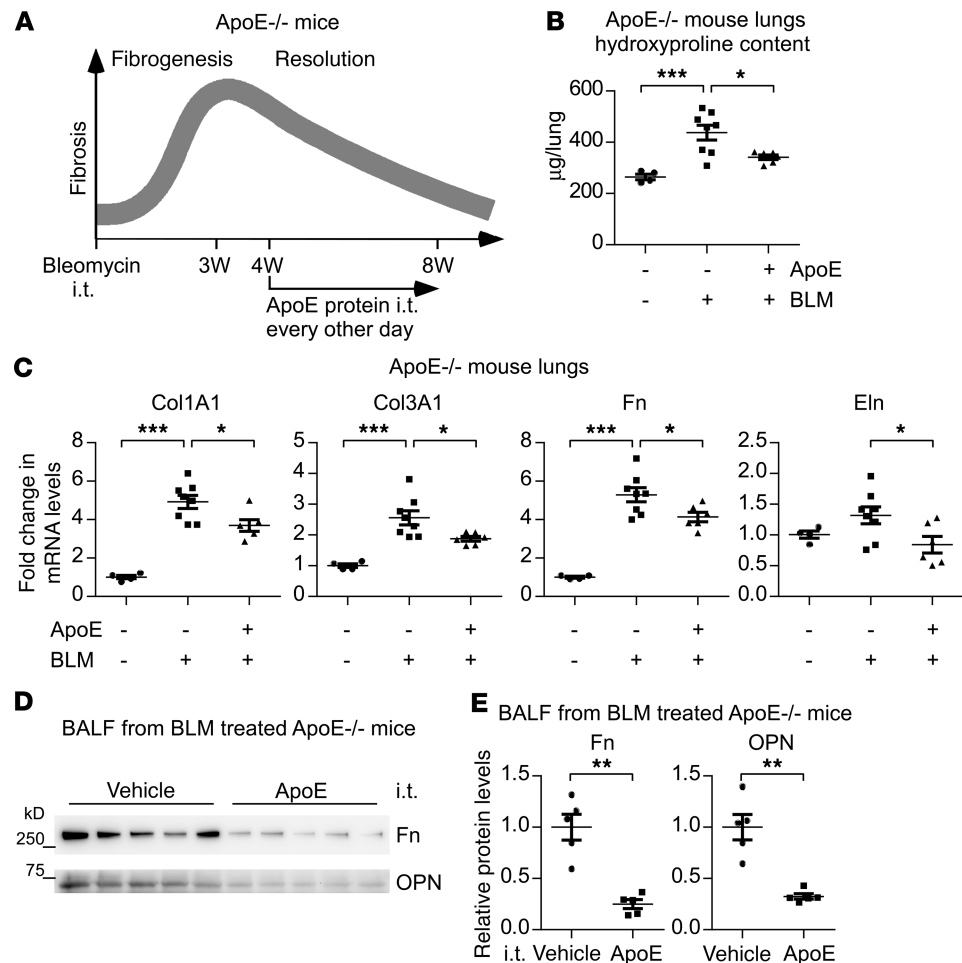 A
ApoE-/- mice
Fibrogenesis Resolution
Fibrosis
Bleomycin i.t.
3W 4W 8W
ApoE protein i.t.
every other day
B
ApoE-/- mouse lungs
hydroxyproline content
*** *
µg/lung
600
400
200
0
- - + ApoE
- + + BLM
C
ApoE-/- mouse lungs
Fold change in
mRNA levels
Col1A1
*** *
8
6
4
2
0
Col3A1
*** *
5
4
3
2
1
0
Fn
*** *
8
6
4
2
0
Eln
*
2.5
2.0
1.5
1.0
0.5
0.0
ApoE - - + - - + - - + - - +
BLM - + + - + + - + + - + +
D
BALF from BLM treated ApoE-/- mice
Vehicle ApoE i.t.
kD
250 Fn
75 OPN
E
BALF from BLM treated ApoE-/- mice
Relative protein levels
Fn
**
1.5
1.0
0.5
0.0
OPN
**
1.5
1.0
0.5
0.0
i.t. Vehicle ApoE Vehicle ApoE